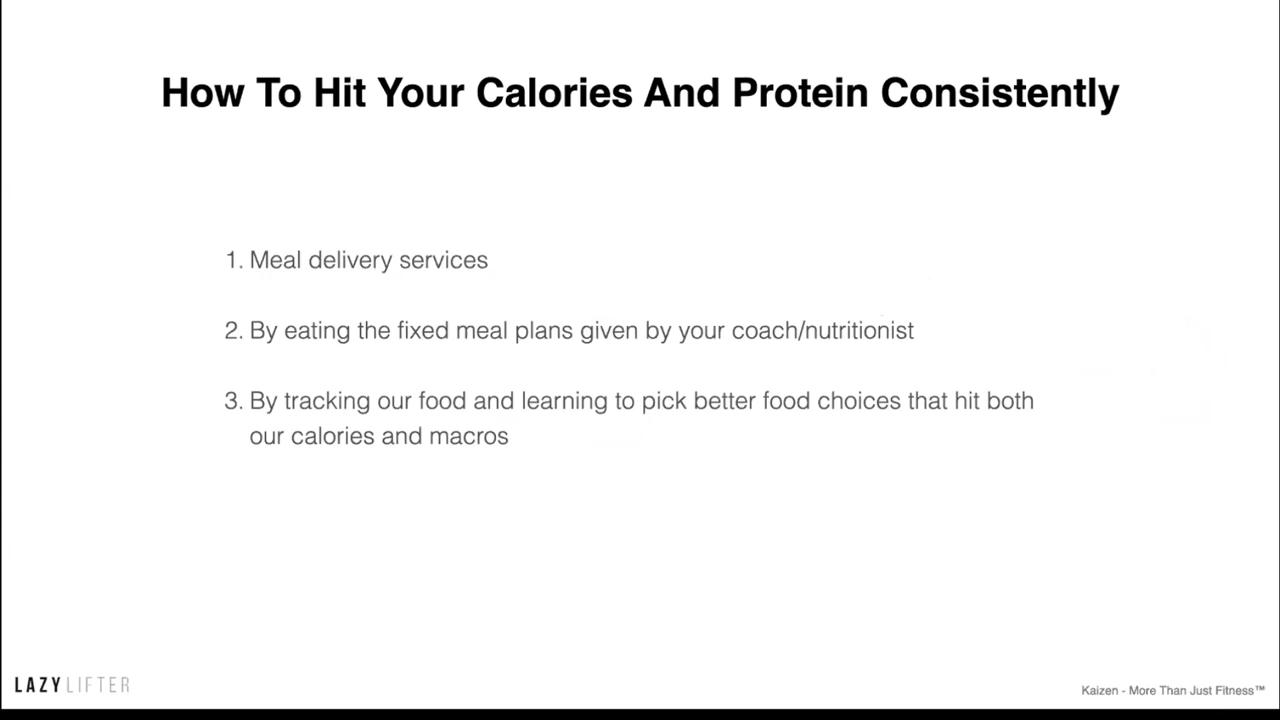 How To Hit Your Calories And Protein Consistently
1. Meal delivery services
2. By eating the fixed meal plans given by your coach/nutritionist
3. By tracking our food and learning to pick better food choices that hit both
our calories and macros
LAZYLIFTER
Kaizen - More Than Just Fitness™